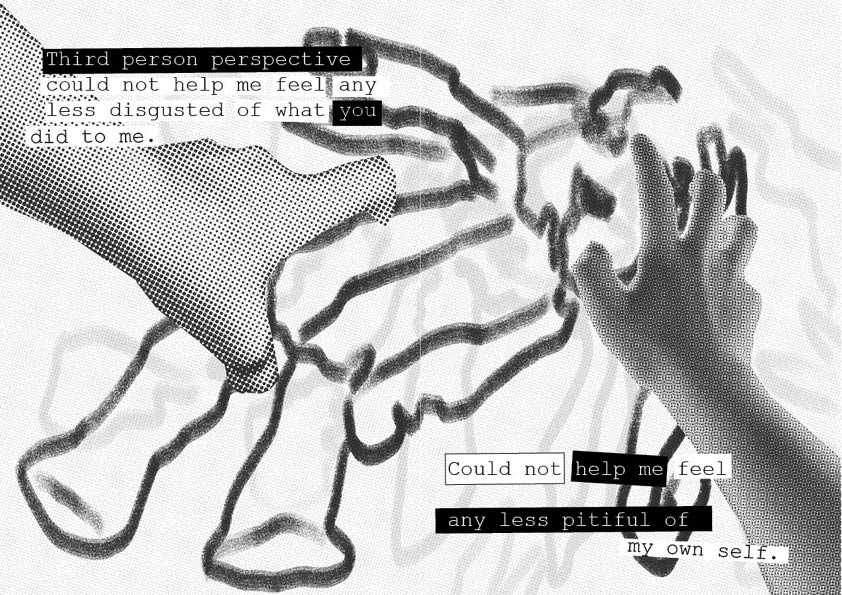 Third person perspective
could not help me feel any
less disgusted of what you
did to me.
Could not help me feel
any less pitiful of
my own self.